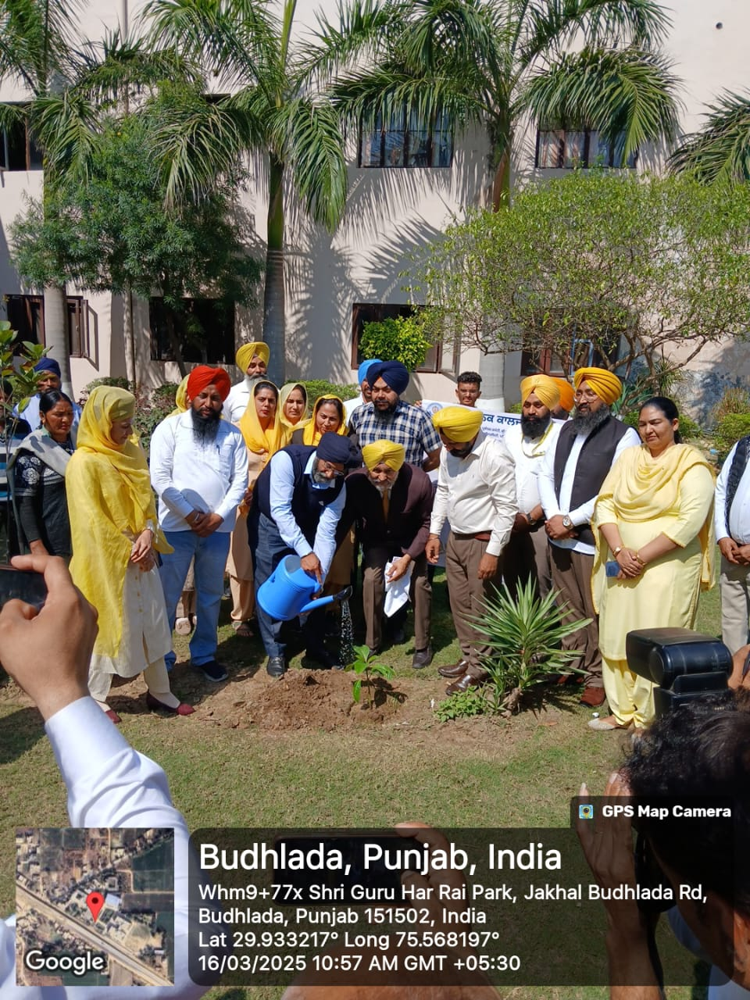 ਕ ਕਾਲਜ
GPS Map Camera
Budhlada, Punjab, India
Whm9+77x Shri Guru Har Rai Park, Jakhal Budhlada Rd,
Budhlada, Punjab 151502, India
Lat 29.933217° Long 75.568197°
16/03/2025 10:57 AM GMT +05:30
Google